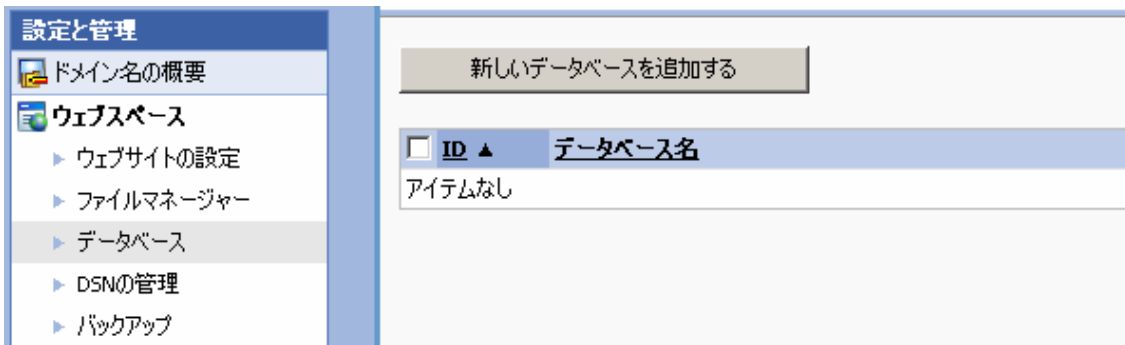 設定と管理
ドメイン名の概要
ウェブスペース
ウェブサイトの設定
ファイルマネージャー
データベース
DSNの管理
バックアップ
新しいデータベースを追加する
ID ▲ データベース名
アイテムなし